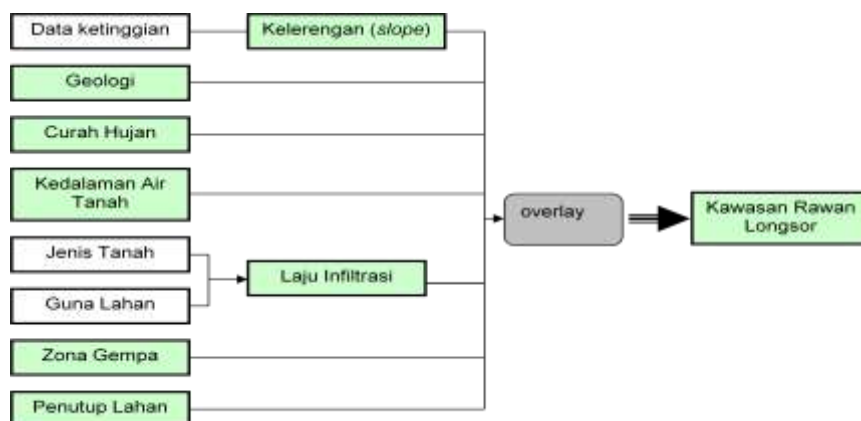 Data ketinggian
Kelerengan (slope)
Geologi
Curah Hujan
Kedalaman Air
Tanah
Jenis Tanah
Guna Lahan
Laju Infiltrasi
Zona Gempa
Penutup Lahan
overlay
Kawasan Rawan
Longsor